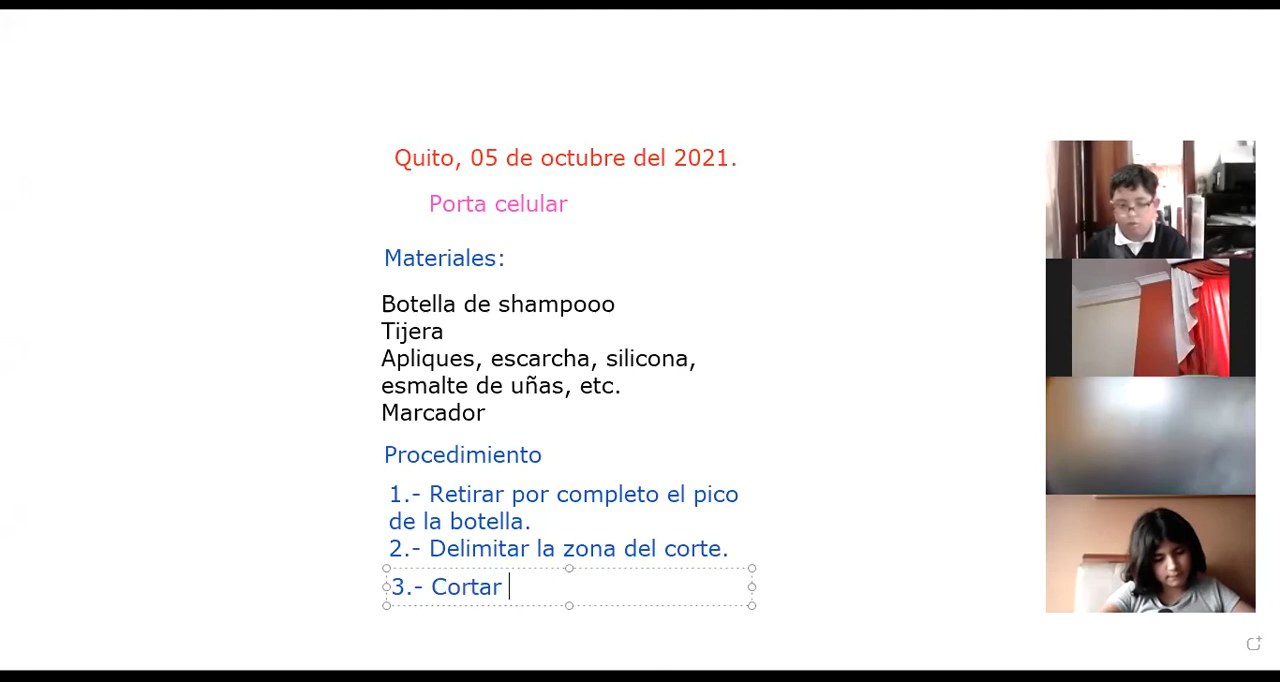 Quito, 05 de octubre del 2021.
Porta celular
Materiales:
Botella de shampooo
Tijera
Apliques, escarcha, silicona,
esmalte de uñas, etc.
Marcador
Procedimiento
1.- Retirar por completo el pico
de la botella.
2.- Delimitar la zona del corte.
3.- Cortar